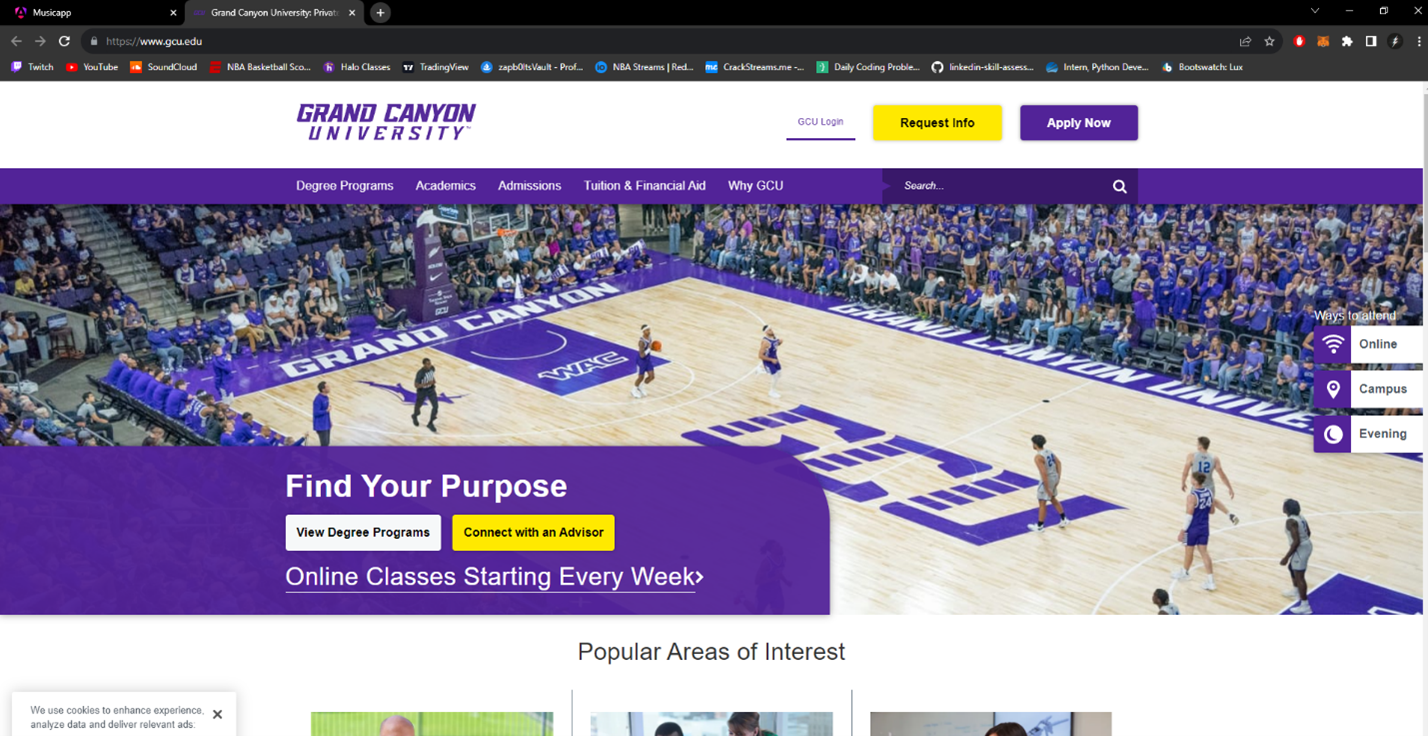 Musicapp
Grand Canyon University: Privat
https://www.gcu.edu
Twitch
YouTube
SoundCloud
NBA Basketball Sco...
Halo Classes
TradingView
zapb0ltsVault - Prof...
NBA Streams | Red...
CrackStreams.me -...
Daily Coding Proble...
linkedin-skill-assess...
Intern, Python Deve...
Bootswatch: Lux
GRAND CANYON
UNIVERSITY
GCU Login
Request Info
Apply Now
Degree Programs
Academics
Admissions
Tuition & Financial Aid
Why GCU
Search...
GRAND CANYON
GRAND CANYON UNIVERSITY
WAC
GCU
12
24
Ways to attend
Online
Campus
Evening
Find Your Purpose
View Degree Programs
Connect with an Advisor
Online Classes Starting Every Week
Popular Areas of Interest
We use cookies to enhance experience,
analyze data and deliver relevant ads: